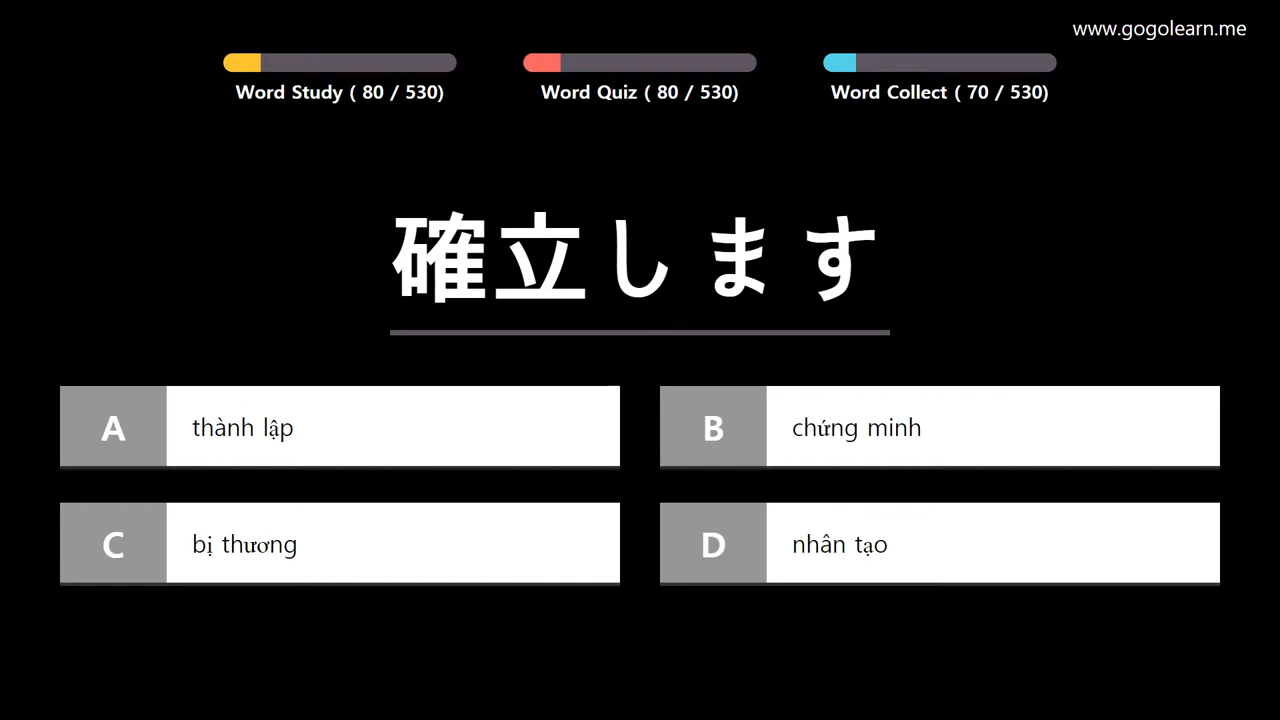 www.gogolearn.me
Word Study ( 80 / 530)
Word Quiz ( 80 / 530)
Word Collect ( 70 / 530)
確立します
A thành lập
B chứng minh
C bị thương
D nhân tạo